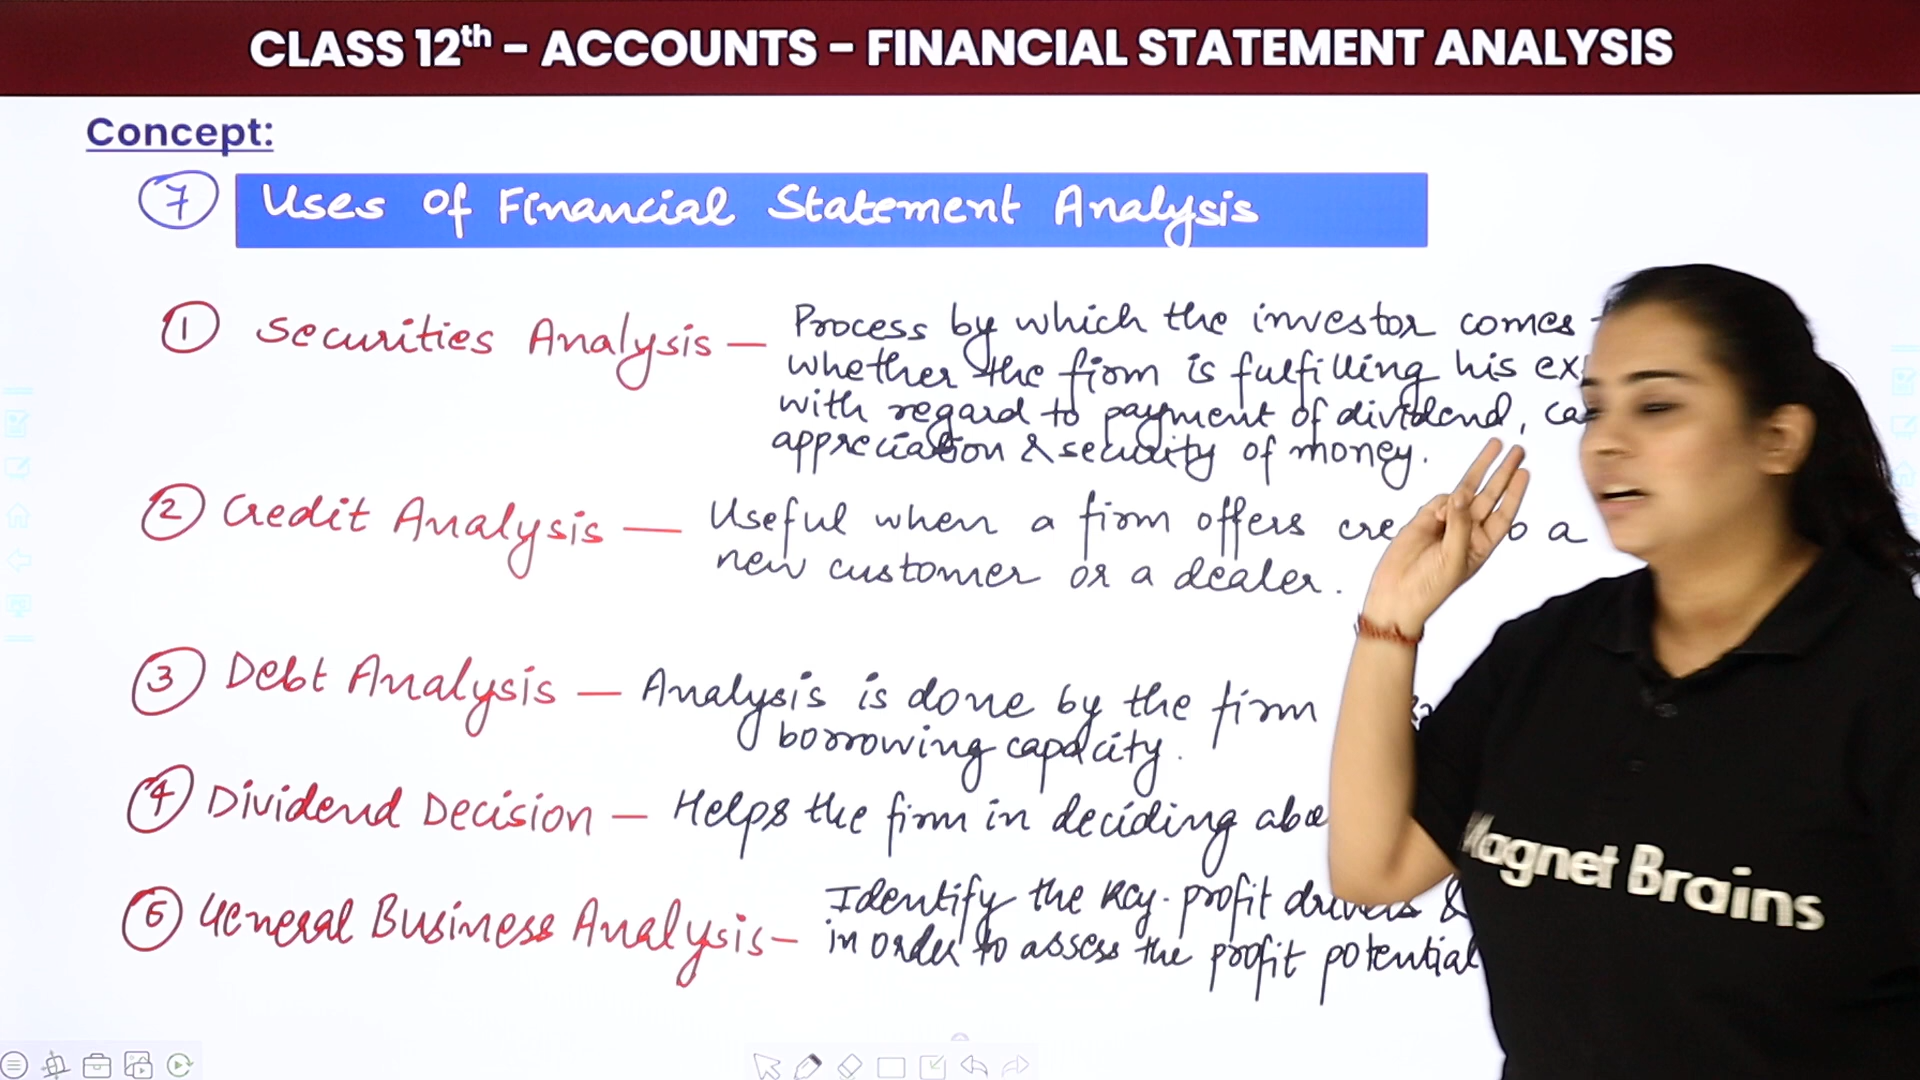 CLASS 12th – ACCOUNTS – FINANCIAL STATEMENT ANALYSIS
Concept:
7 Uses of Financial Statement Analysis
1 Securities Analysis — Process by which the investor comes
whether the firm is fulfilling his
with regard to payment of dividend,
appreciation & security of money.
2 Credit Analysis — Useful when a firm offers a
new customer or a dealer.
3 Debt Analysis — Analysis is done by the firm
borrowing capacity.
4 Dividend Decision — Helps the firm in deciding
5 General Business Analysis – Identify the key-profit drivers &
in order to assess the profit potential
Magnet Brains